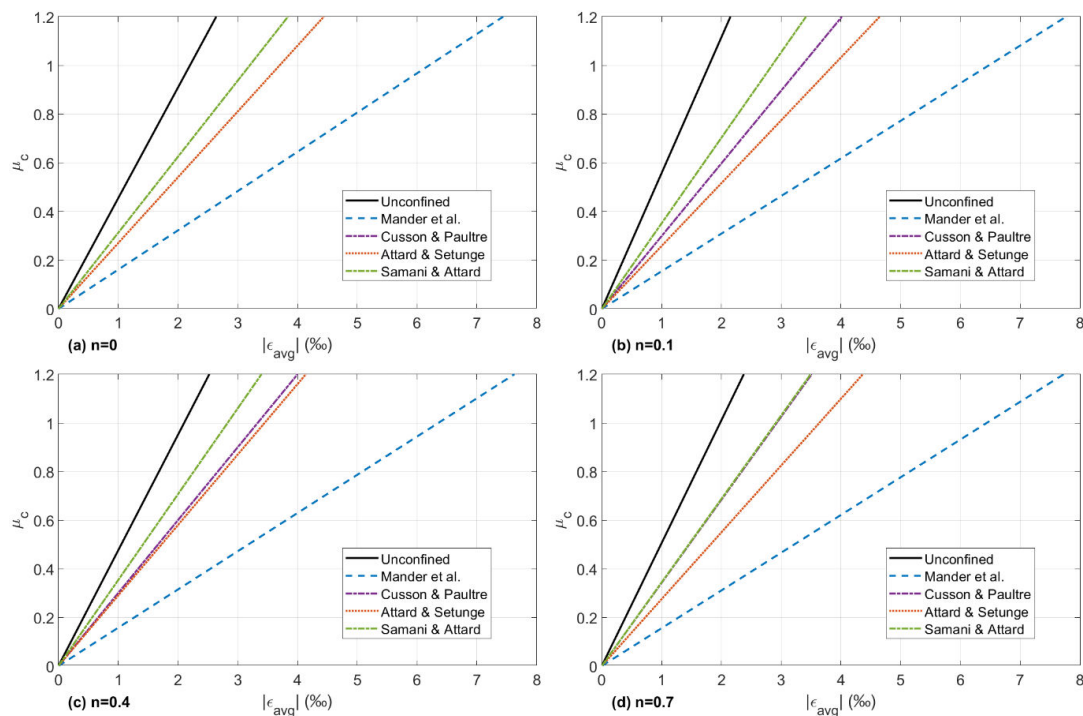 1.2
1
0.8
0.6
0.4
0.2
0
μc
Unconfined
Mander et al.
Cusson & Paultre
Attard & Setunge
Samani & Attard
0 1 2 3 4 5 6 7 8
(a) n=0 |ϵavg| (‰)
1.2
1
0.8
0.6
0.4
0.2
0
μc
Unconfined
Mander et al.
Cusson & Paultre
Attard & Setunge
Samani & Attard
0 1 2 3 4 5 6 7 8
(b) n=0.1 |ϵavg| (‰)
1.2
1
0.8
0.6
0.4
0.2
0
μc
Unconfined
Mander et al.
Cusson & Paultre
Attard & Setunge
Samani & Attard
0 1 2 3 4 5 6 7 8
(c) n=0.4 |ϵavg| (‰)
1.2
1
0.8
0.6
0.4
0.2
0
μc
Unconfined
Mander et al.
Cusson & Paultre
Attard & Setunge
Samani & Attard
0 1 2 3 4 5 6 7 8
(d) n=0.7 |ϵavg| (‰)